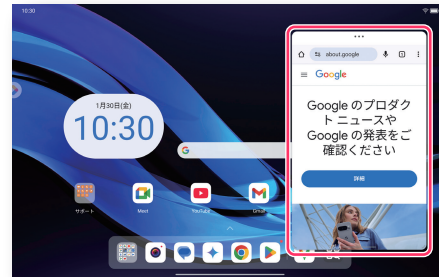 10:30
1月30日(金)
10:30
サポート
Meet
YouTube
Gmail
about.google
Google
Google のプロダク
ト ニュースや
Google の発表をご
確認ください
詳細